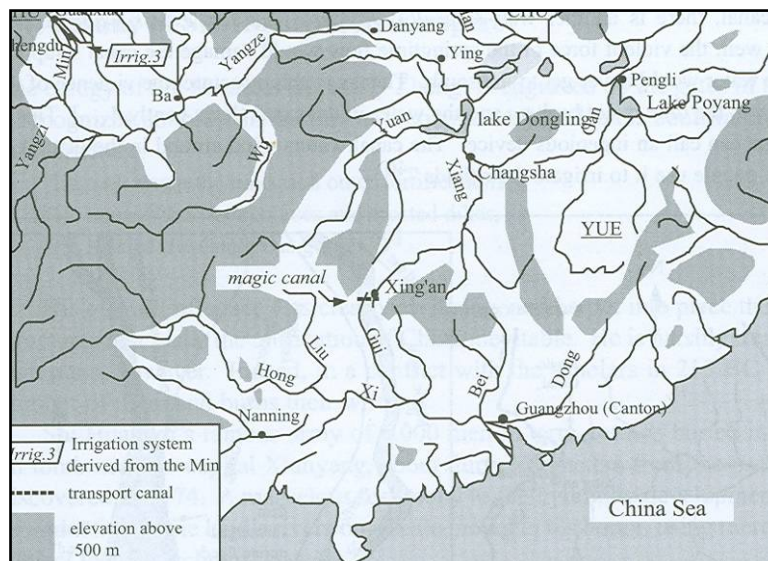 Guanxian
Danyang
Irrig.3
Min
Yangze
Ying
Pengli
Lake Poyang
Ba
Yuan
lake Dongling
Gan
Yangzi
Wu
Xiang
Changsha
YUE
magic canal
Xing'an
Liu
Gui
Hong
Xi
Bei
Dong
Nanning
Guangzhou (Canton)
Irrig.3 Irrigation system
derived from the Min
transport canal
elevation above
500 m
China Sea